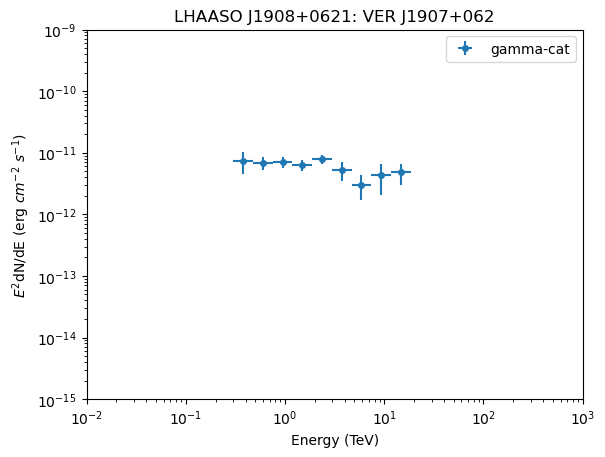 LHAASO J1908+0621: VER J1907+062
gamma-cat
E²dN/dE (erg cm⁻² s⁻¹)
10⁻⁹
10⁻¹⁰
10⁻¹¹
10⁻¹²
10⁻¹³
10⁻¹⁴
10⁻¹⁵
10⁻² 10⁻¹ 10⁰ 10¹ 10² 10³
Energy (TeV)